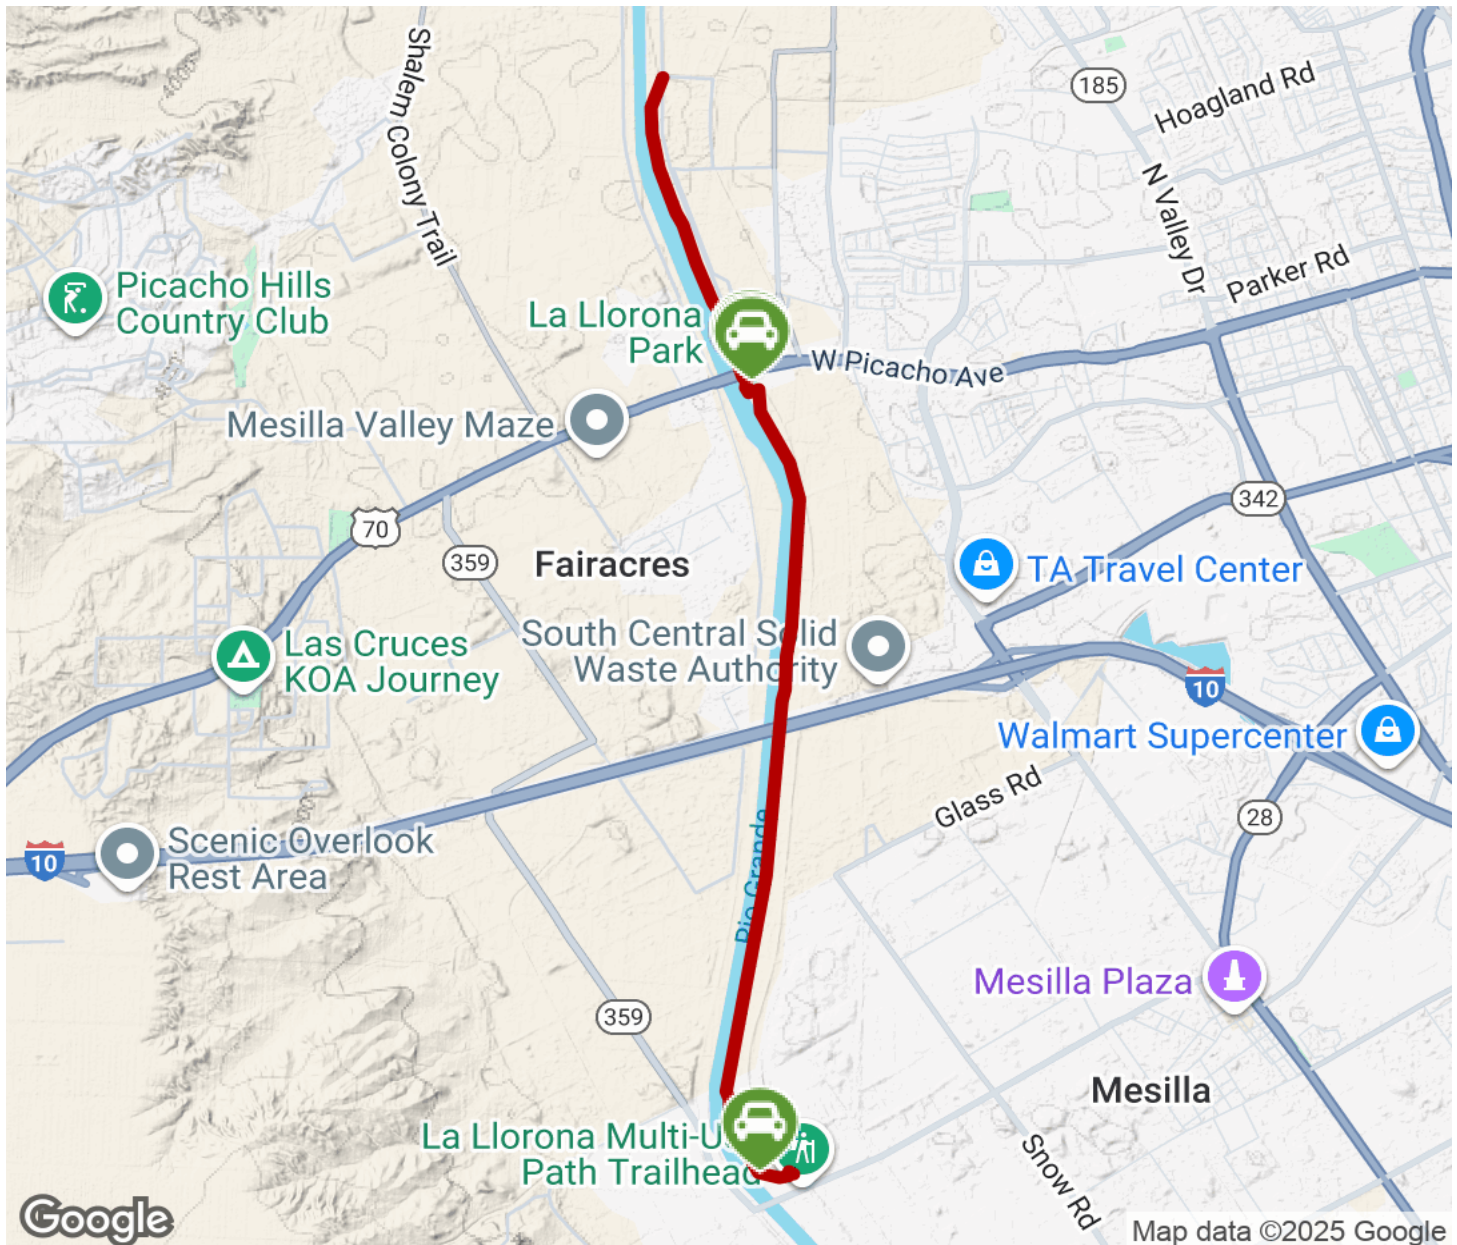 Shalem Colony Trail
4000
185
Hoagland Rd
N Valley Dr
Parker Rd
Picacho Hills
Country Club
La Llorona
Park
W Picacho Ave
Mesilla Valley Maze
70
342
359
Fairacres
TA Travel Center
South Central Solid
Waste Authority
Las Cruces
KOA Journey
10
Walmart Supercenter
Glass Rd
28
Scenic Overlook
Rest Area
10
Rio Grande
Mesilla Plaza
359
Mesilla
La Llorona Multi-U
Path Trailhead
Snow Rd
Google
Map data ©2025 Google